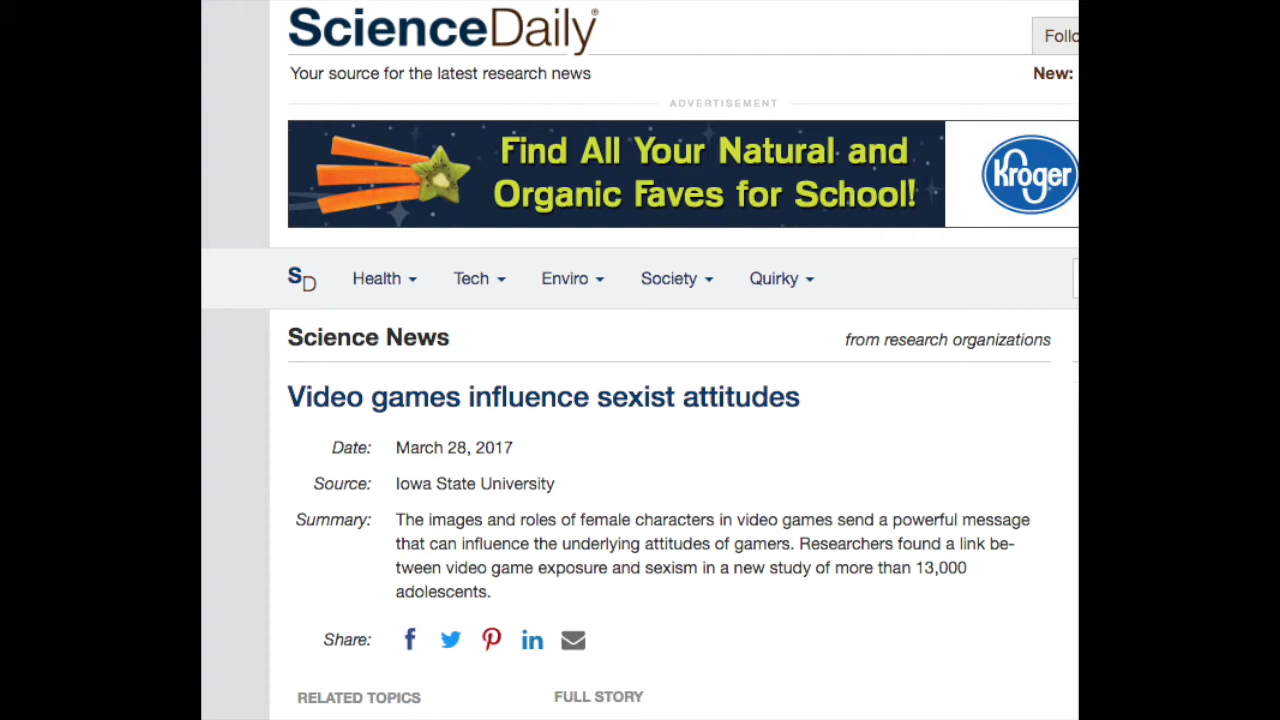 ScienceDaily®
Follo
Your source for the latest research news
New:
ADVERTISEMENT
Find All Your Natural and
Organic Faves for School!
Kroger
SD
Health
Tech
Enviro
Society
Quirky
Science News
from research organizations
Video games influence sexist attitudes
Date: March 28, 2017
Source: Iowa State University
Summary: The images and roles of female characters in video games send a powerful message
that can influence the underlying attitudes of gamers. Researchers found a link be-
tween video game exposure and sexism in a new study of more than 13,000
adolescents.
Share: f in
RELATED TOPICS
FULL STORY